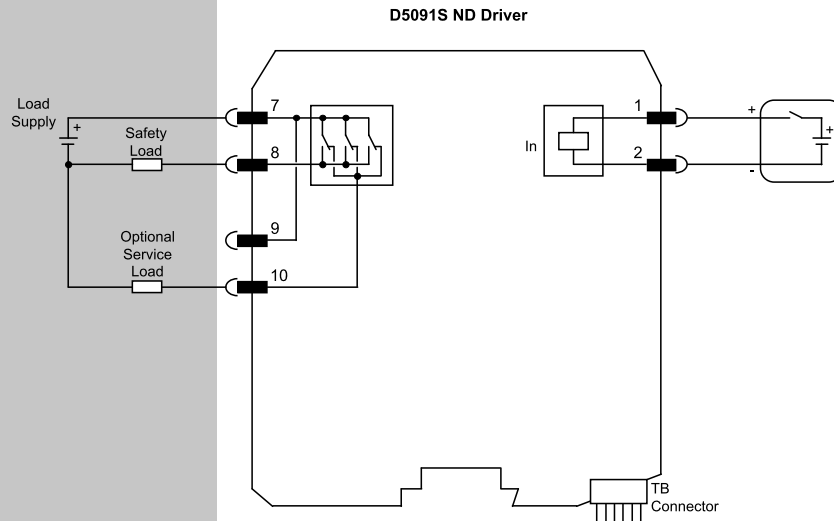 D5091S ND Driver
Load
Supply
+
Safety
Load
7
8
Optional
Service
Load
9
10
In
1
2
+
-
+
TB
Connector